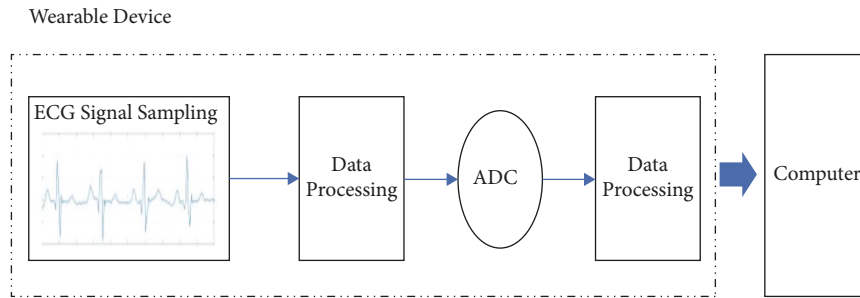 Wearable Device
ECG Signal Sampling
Data
Processing
ADC
Data
Processing
Computer